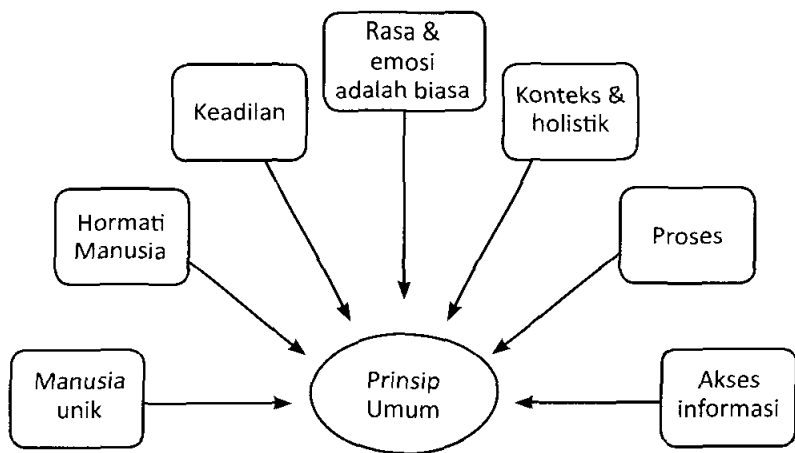 Rasa &
emosi
adalah biasa
Keadilan
Konteks &
holistik
Hormati
Manusia
Proses
Manusia
unik
Prinsip
Umum
Akses
informasi